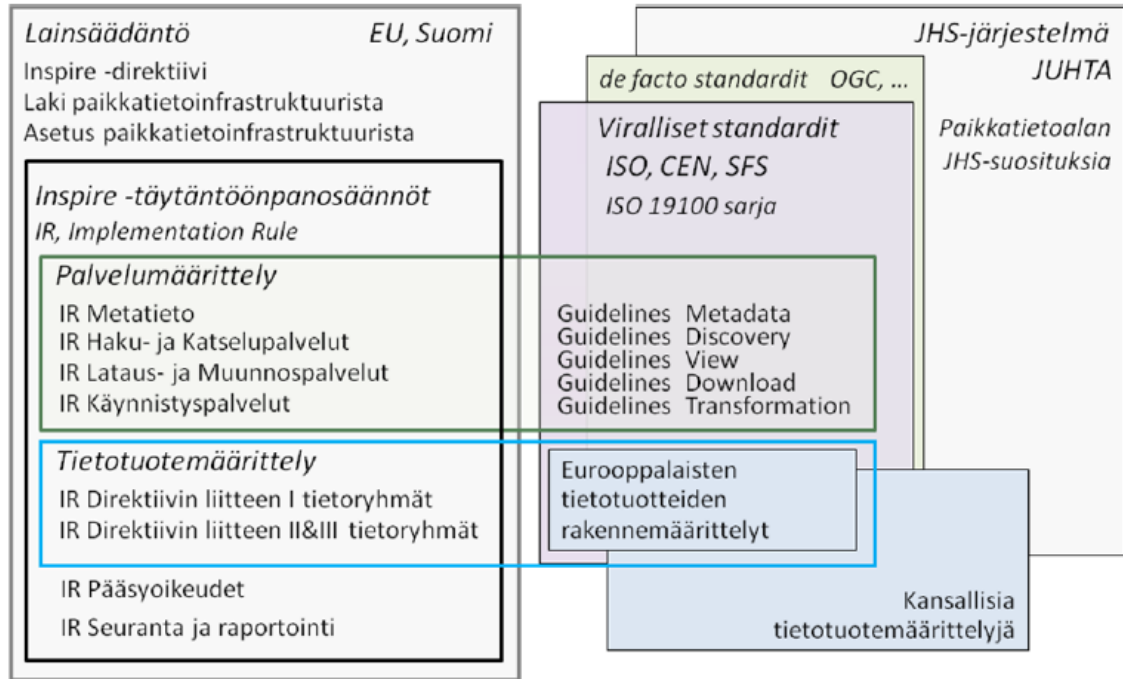 Lainsäädäntö EU, Suomi
Inspire -direktiivi
Laki paikkatietoinfrastruktuurista
Asetus paikkatietoinfrastruktuurista
Inspire -täytäntöönpanosäännöt
IR, Implementation Rule
Palvelumäärittely
IR Metatieto
IR Haku- ja Katselupalvelut
IR Lataus- ja Muunnospalvelut
IR Käynnistyspalvelut
Tietotuotemäärittely
IR Direktiivin liitteen I tietoryhmät
IR Direktiivin liitteen II&III tietoryhmät
IR Pääsyoikeudet
IR Seuranta ja raportointi
JHS-järjestelmä
JUHTA
Paikkatietoalan
JHS-suosituksia
de facto standardit OGC, ...
Viralliset standardit
ISO, CEN, SFS
ISO 19100 sarja
Guidelines Metadata
Guidelines Discovery
Guidelines View
Guidelines Download
Guidelines Transformation
Eurooppalaisten
tietotuotteiden
rakennemäärittelyt
Kansallisia
tietotuotemäärittelyjä